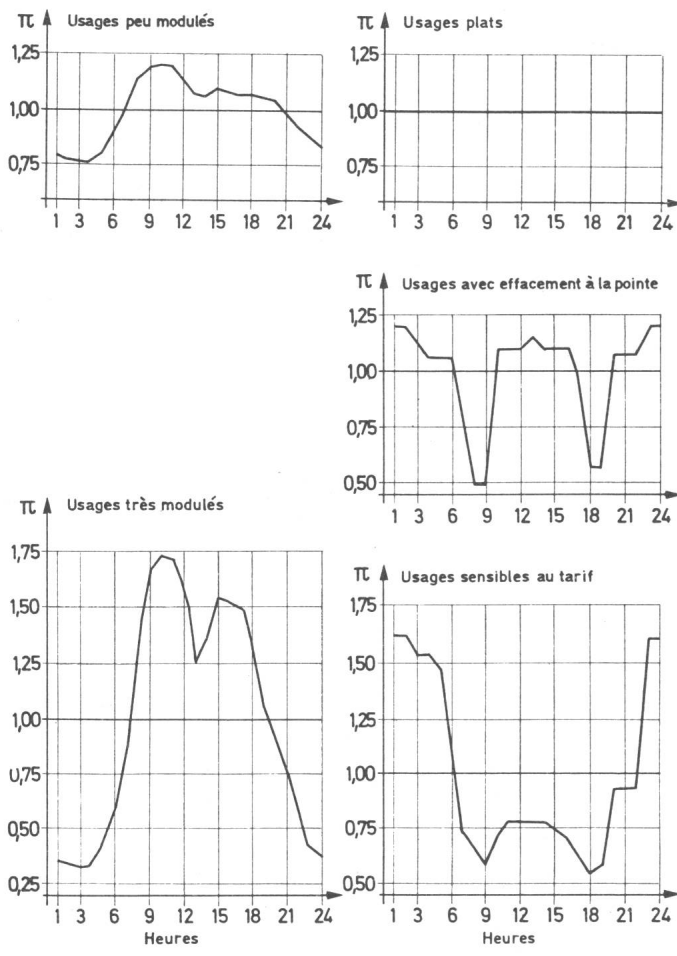 π Usages peu modulés
1,25
1,00
0,75
1 3 6 9 12 15 18 21 24
π Usages plats
1,25
1,00
0,75
1 3 6 9 12 15 18 21 24
π Usages avec effacement à la pointe
1,25
1,00
0,75
0,50
1 3 6 9 12 15 18 21 24
π Usages très modulés
1,75
1,50
1,25
1,00
0,75
0,50
0,25
1 3 6 9 12 15 18 21 24
Heures
π Usages sensibles au tarif
1,75
1,50
1,25
1,00
0,75
0,50
1 3 6 9 12 15 18 21 24
Heures